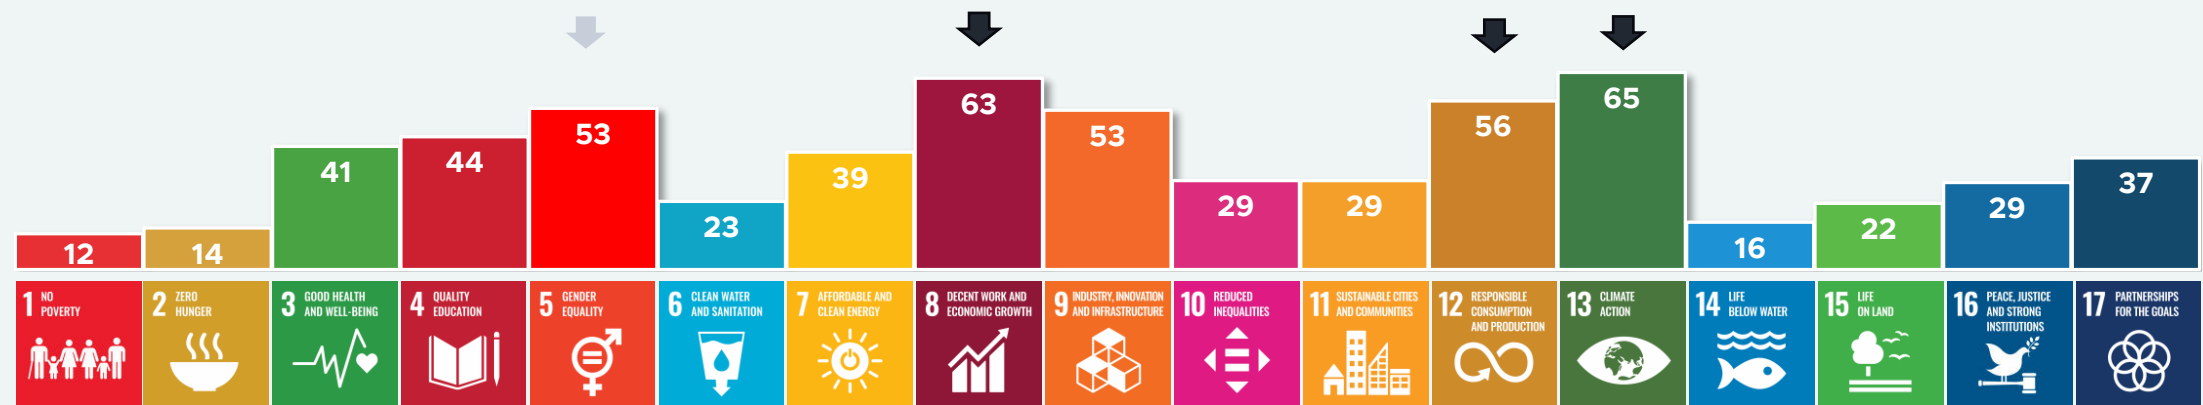 12
14
41
44
53
23
39
63
53
29
29
56
65
16
22
29
37
1 NO
POVERTY
2 ZERO
HUNGER
3 GOOD HEALTH
AND WELL-BEING
4 QUALITY
EDUCATION
5 GENDER
EQUALITY
6 CLEAN WATER
AND SANITATION
7 AFFORDABLE AND
CLEAN ENERGY
8 DECENT WORK AND
ECONOMIC GROWTH
9 INDUSTRY, INNOVATION
AND INFRASTRUCTURE
10 REDUCED
INEQUALITIES
11 SUSTAINABLE CITIES
AND COMMUNITIES
12 RESPONSIBLE
CONSUMPTION
AND PRODUCTION
13 CLIMATE
ACTION
14 LIFE
BELOW WATER
15 LIFE
ON LAND
16 PEACE, JUSTICE
AND STRONG
INSTITUTIONS
17 PARTNERSHIPS
FOR THE GOALS